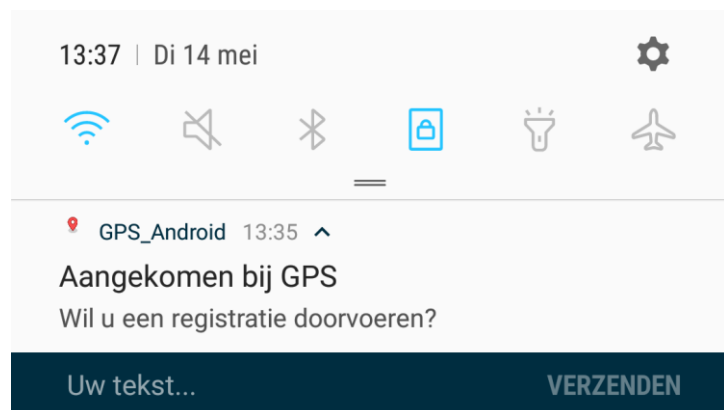 13:37 | Di 14 mei
GPS_Android 13:35
Aangekomen bij GPS
Wil u een registratie doorvoeren?
Uw tekst... VERZENDEN